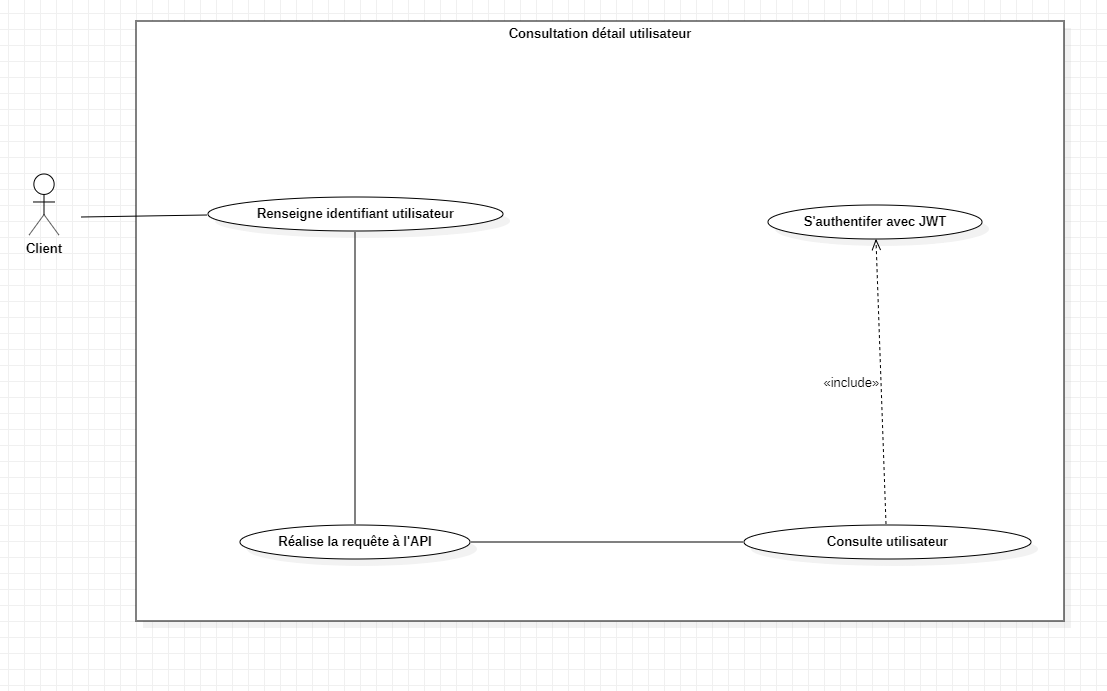 Consultation détail utilisateur
Renseigne identifiant utilisateur
S'authentifer avec JWT
Client
«include»
Réalise la requête à l'API
Consulte utilisateur